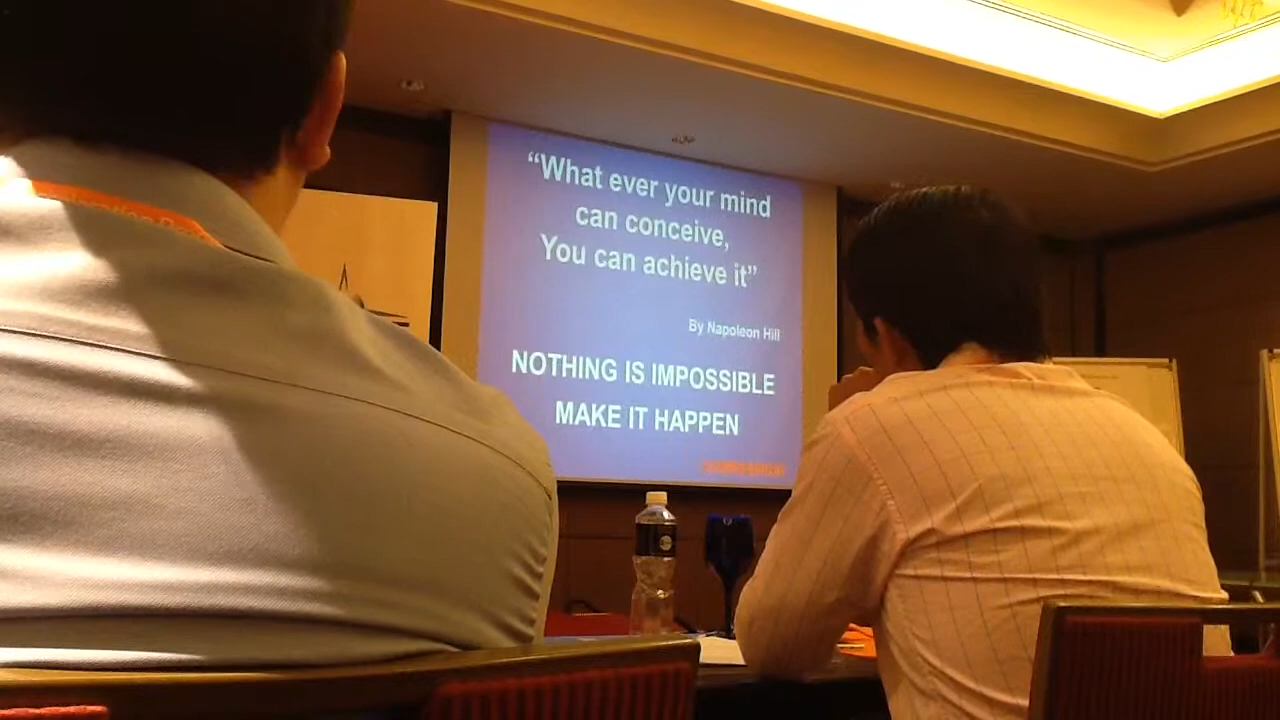 “What ever your mind
can conceive,
You can achieve it”
By Napoleon Hill
NOTHING IS IMPOSSIBLE
MAKE IT HAPPEN